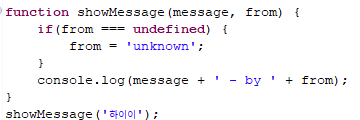 function showMessage(message, from) {
    if(from === undefined) {
        from = 'unknown';
    }
    console.log(message + ' - by ' + from);
}
showMessage('하이이');